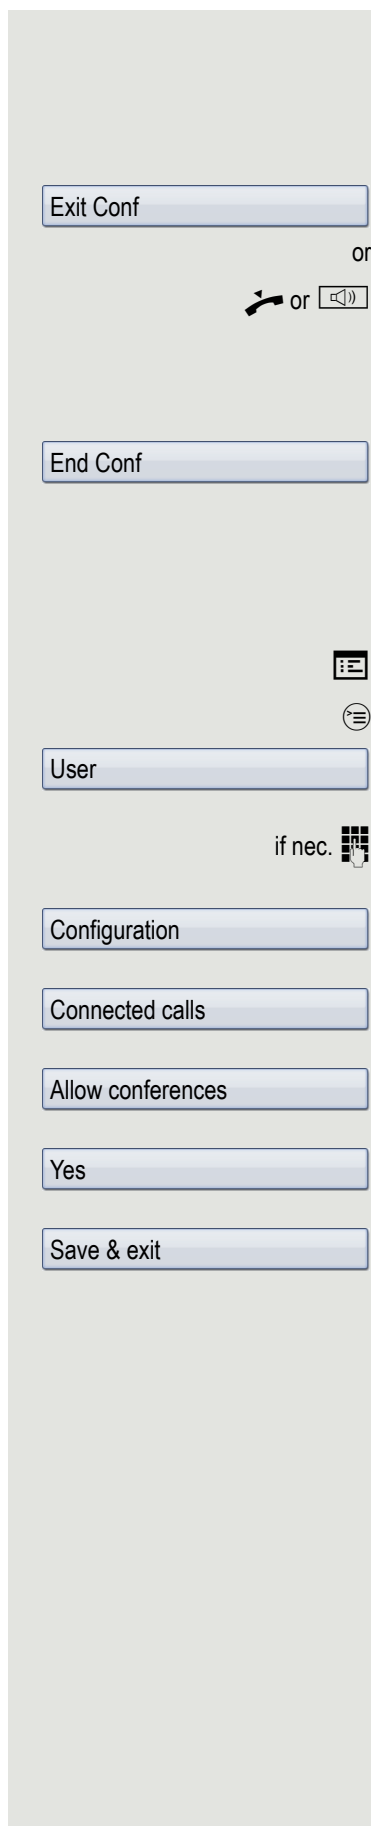 Exit Conf
or
or
End Conf
User
if nec.
Configuration
Connected calls
Allow conferences
Yes
Save & exit